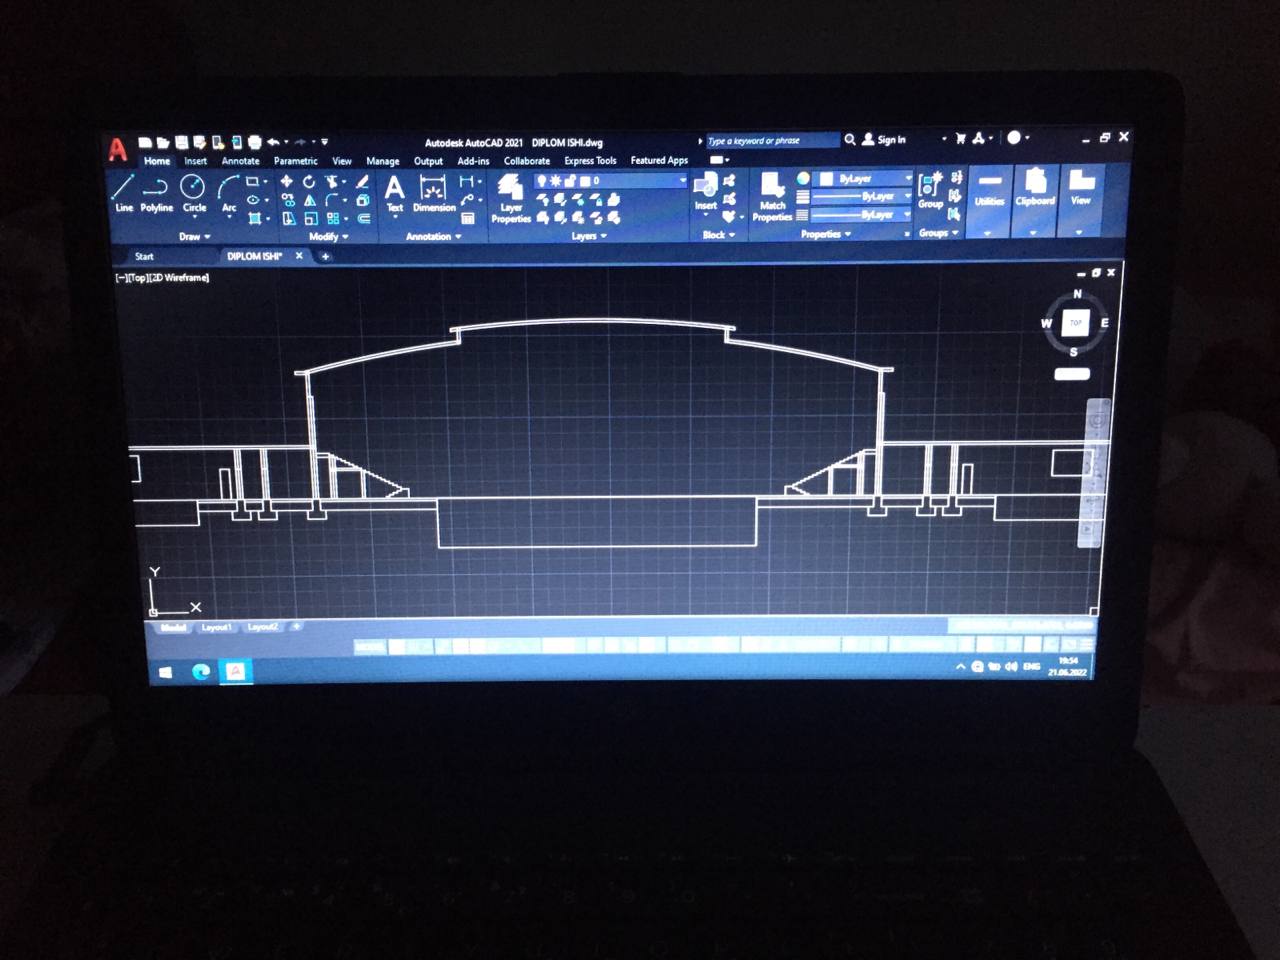 Autodesk AutoCAD 2021 DIPLOM ISHI.dwg
Type a keyword or phrase
Sign In
Home Insert Annotate Parametric View Manage Output Add-ins Collaborate Express Tools Featured Apps
Line Polyline Circle Arc
Text Dimension
Layer Properties
0
Insert
Match Properties
ByLayer
ByLayer
ByLayer
Group
Utilities
Clipboard
View
Draw Modify Annotation Layers Block Properties Groups
Start DIPLOM ISHI*
[−][Top][2D Wireframe]
N
W TOP E
S
Y
X
Model Layout1 Layout2
ENG
19:54
21.06.2022